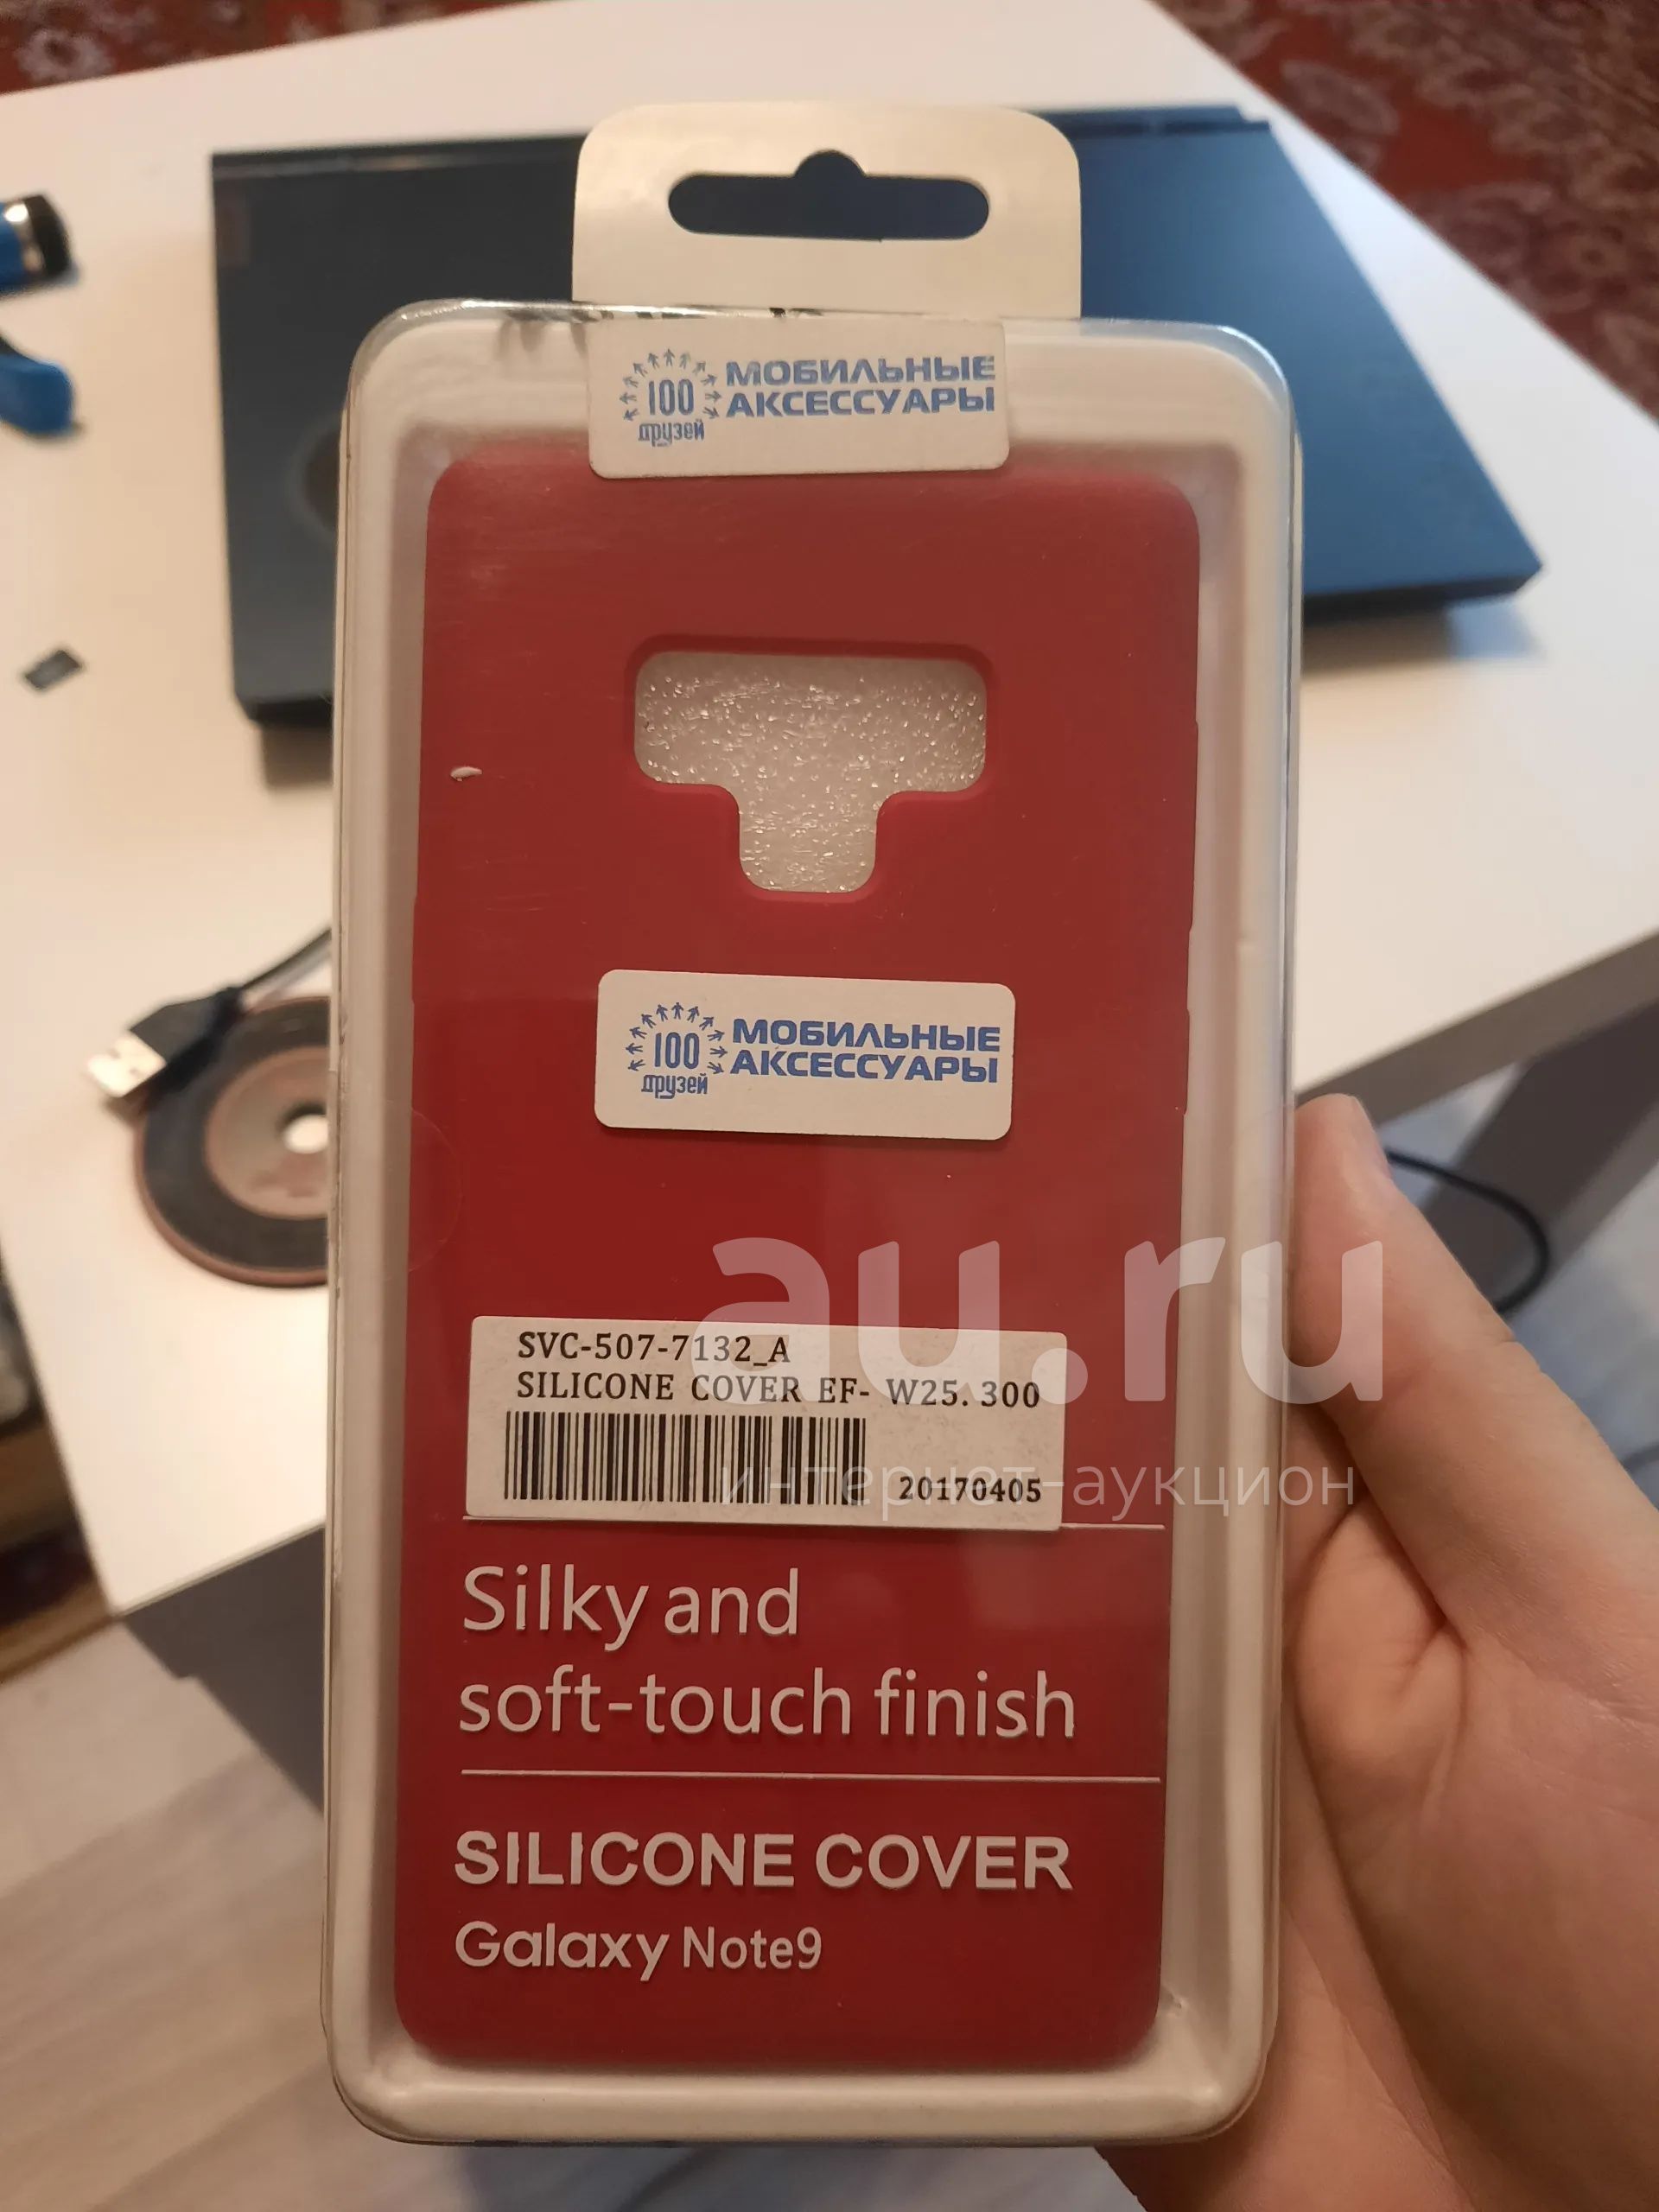 100
друзей
МОБИЛЬНЫЕ
АКСЕССУАРЫ
100
друзей
МОБИЛЬНЫЕ
АКСЕССУАРЫ
au.ru
интернет-аукцион
SVC-507-7132_A
SILICONE COVER EF- W25.300
20170405
Silky and
soft-touch finish
SILICONE COVER
Galaxy Note9